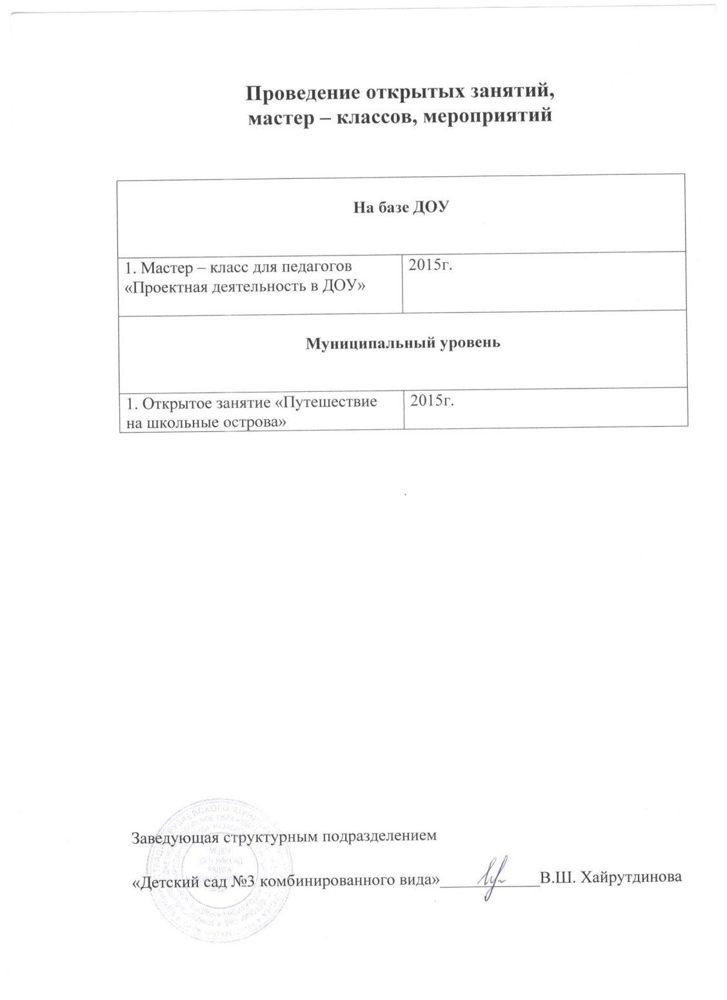 Проведение открытых занятий,
мастер – классов, мероприятий
На базе ДОУ
1. Мастер – класс для педагогов
«Проектная деятельность в ДОУ»
2015г.
Муниципальный уровень
1. Открытое занятие «Путешествие
на школьные острова»
2015г.
Заведующая структурным подразделением
«Детский сад №3 комбинированного вида»____________В.Ш. Хайрутдинова
ДЕТСКИЙ САД
РАДУГА